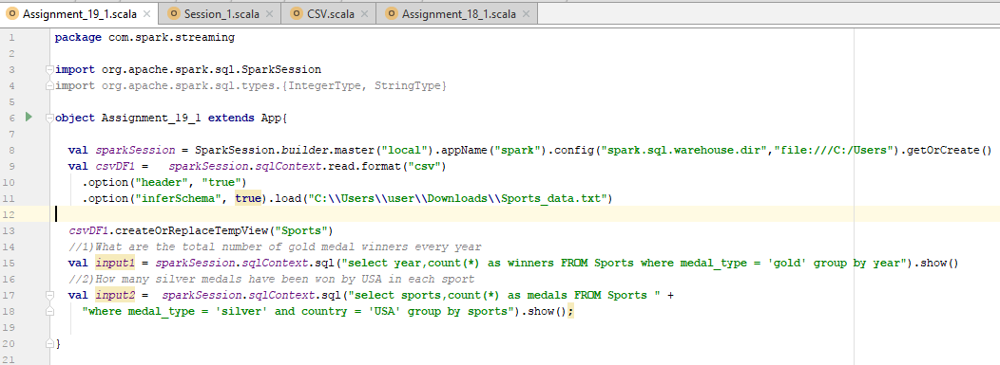 Assignment_19_1.scala Session_1.scala CSV.scala Assignment_18_1.scala
1 package com.spark.streaming
2
3 import org.apache.spark.sql.SparkSession
4 import org.apache.spark.sql.types.{IntegerType, StringType}
5
6 object Assignment_19_1 extends App{
7
8 val sparkSession = SparkSession.builder.master("local").appName("spark").config("spark.sql.warehouse.dir","file:///C:/Users").getOrCreate()
9 val csvDF1 = sparkSession.sqlContext.read.format("csv")
10 .option("header", "true")
11 .option("inferSchema", true).load("C:\\Users\\user\\Downloads\\Sports_data.txt")
12
13 csvDF1.createOrReplaceTempView("Sports")
14 //1)What are the total number of gold medal winners every year
15 val input1 = sparkSession.sqlContext.sql("select year,count(*) as winners FROM Sports where medal_type = 'gold' group by year").show()
16 //2)How many silver medals have been won by USA in each sport
17 val input2 = sparkSession.sqlContext.sql("select sports,count(*) as medals FROM Sports " +
18 "where medal_type = 'silver' and country = 'USA' group by sports").show();
19
20 }
21